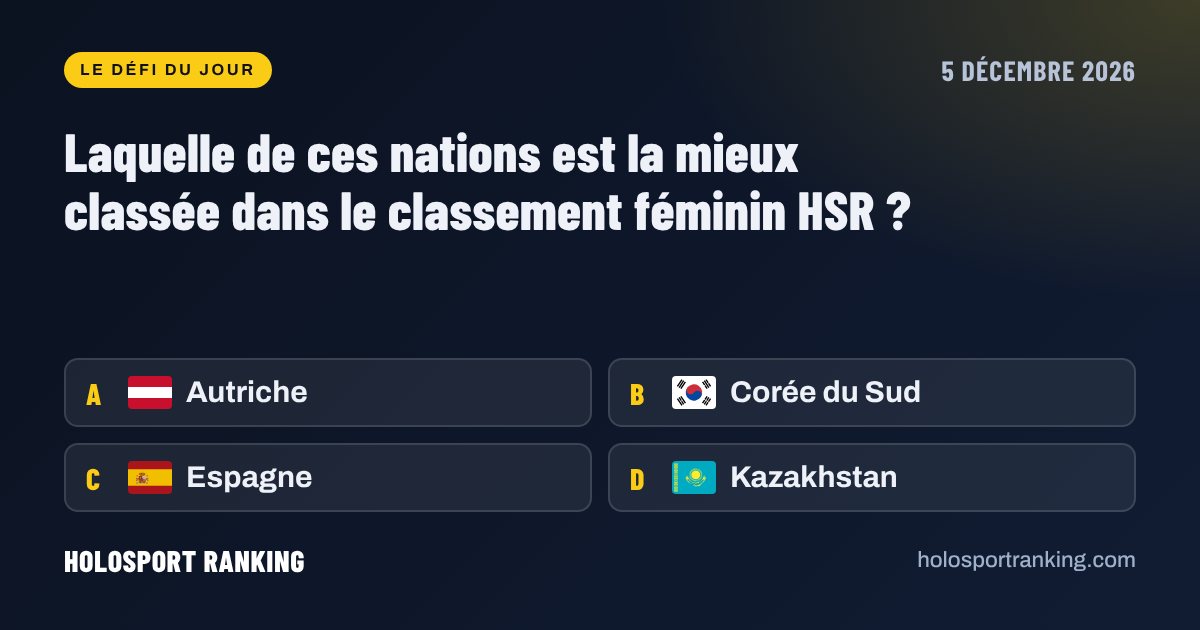 LE DÉFI DU JOUR
5 DÉCEMBRE 2026
Laquelle de ces nations est la mieux
classée dans le classement féminin HSR ?
A Autriche
B Corée du Sud
C Espagne
D Kazakhstan
HOLOSPORT RANKING
holosportranking.com